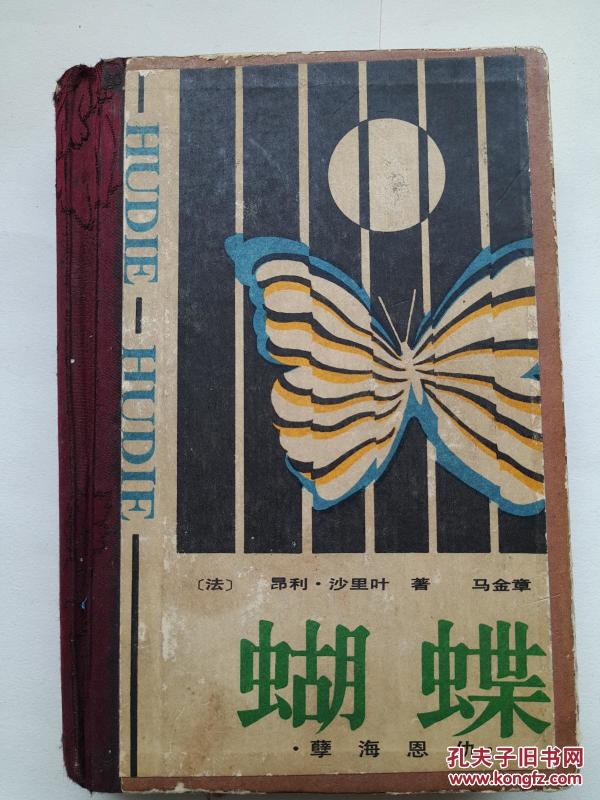 HUDIE — HUDIE
〔法〕 昂利·沙里叶 著 马金章
蝴蝶
·孽海恩仇
孔夫子旧书网
www.kongfz.com